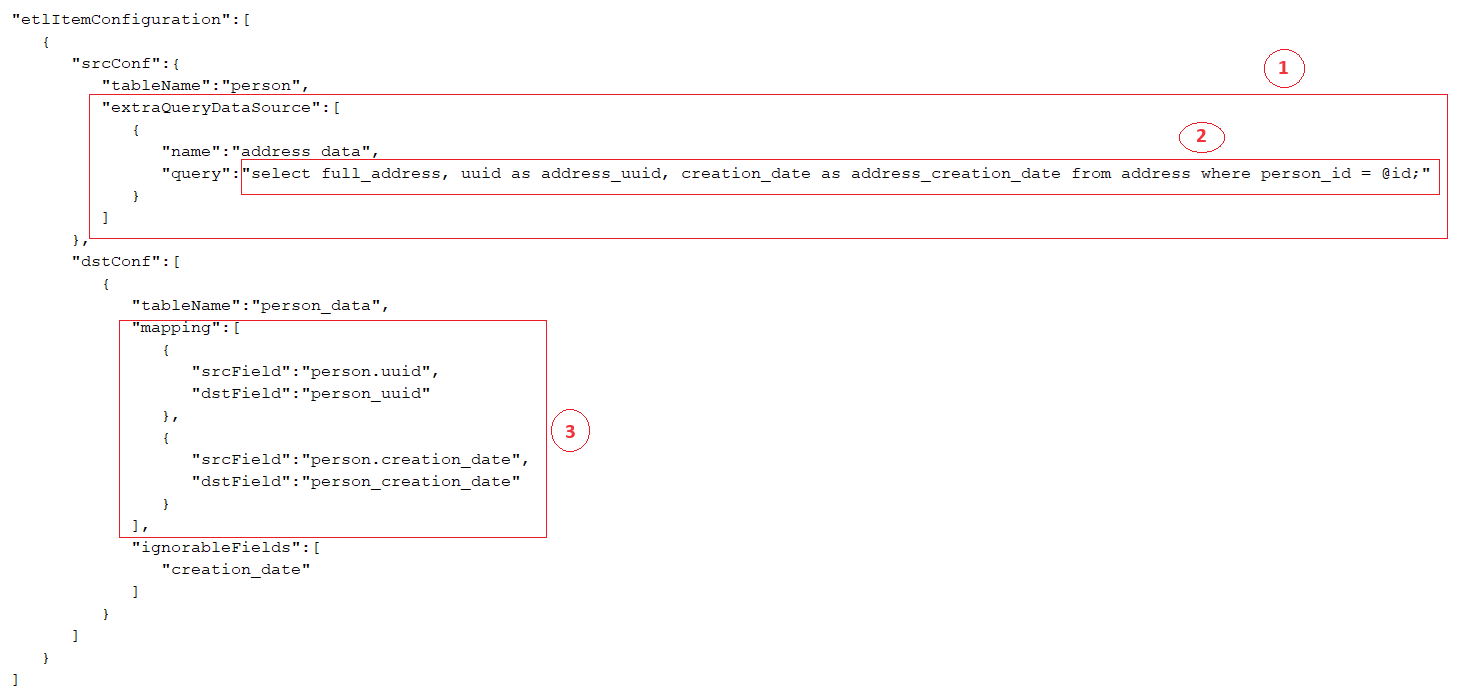 "etlItemConfiguration":[
{
"srcConf":{
"tableName":"person",
1
"extraQueryDataSource":[
{
2
"name":"address data",
"query":"select full_address, uuid as address_uuid, creation_date as address_creation_date from address where person_id = @id;"
}
]
},
"dstConf":[
{
"tableName":"person_data",
"mapping":[
{
"srcField":"person.uuid",
"dstField":"person_uuid"
},
3
{
"srcField":"person.creation_date",
"dstField":"person_creation_date"
}
],
"ignorableFields":[
"creation_date"
]
}
]
}
]